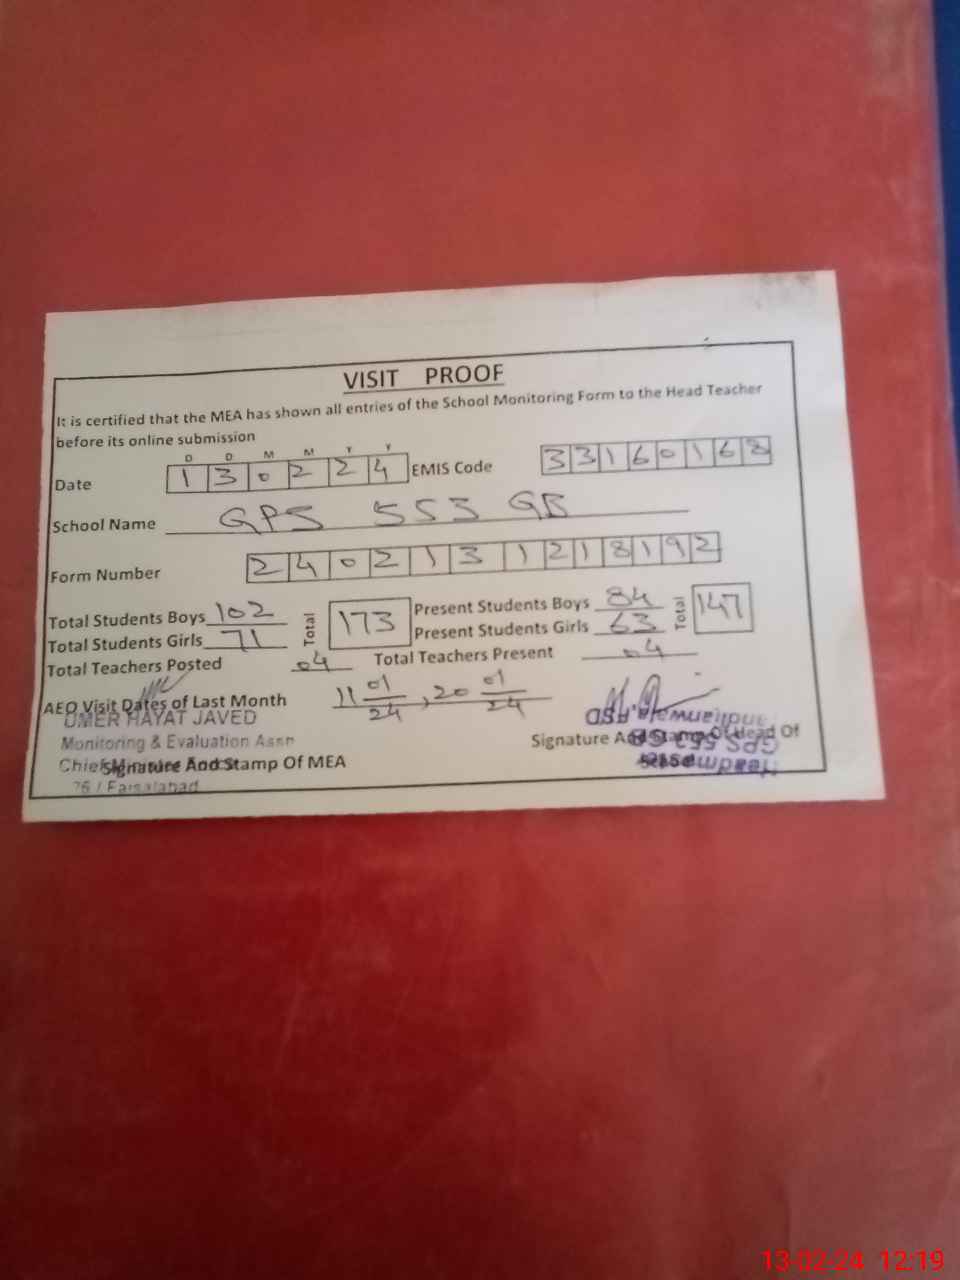 VISIT PROOF
It is certified that the MEA has shown all entries of the School Monitoring Form to the Head Teacher
before its online submission
D D M M Y Y
Date 1 3 0 2 2 4 EMIS Code 3 3 1 6 0 1 6 8
School Name GPS 553 GB
Form Number 2 4 0 2 1 3 1 2 1 8 1 9 2
Total Students Boys 102 Total 173 Present Students Boys 84 Total 147
Total Students Girls 71 Present Students Girls 63
Total Teachers Posted 04 Total Teachers Present 04
AEO Visit Dates of Last Month 11 01/24, 20 01/24
UMER HAYAT JAVED
Monitoring & Evaluation Asstt
Signature And Stamp Of MEA
76 / Faisalabad
Signature And Stamp Of Head Of
GPS 553 GB
13-02-24 12:19